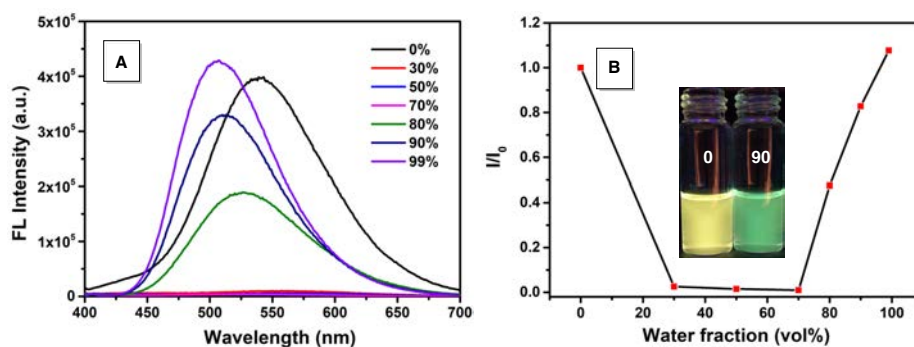 A
5x10⁵
4x10⁵
3x10⁵
2x10⁵
1x10⁵
0
FL Intensity (a.u.)
400 450 500 550 600 650 700
Wavelength (nm)
0%
30%
50%
70%
80%
90%
99%
B
1.2
1.0
0.8
0.6
0.4
0.2
0.0
I/I₀
0 20 40 60 80 100
Water fraction (vol%)
0 90